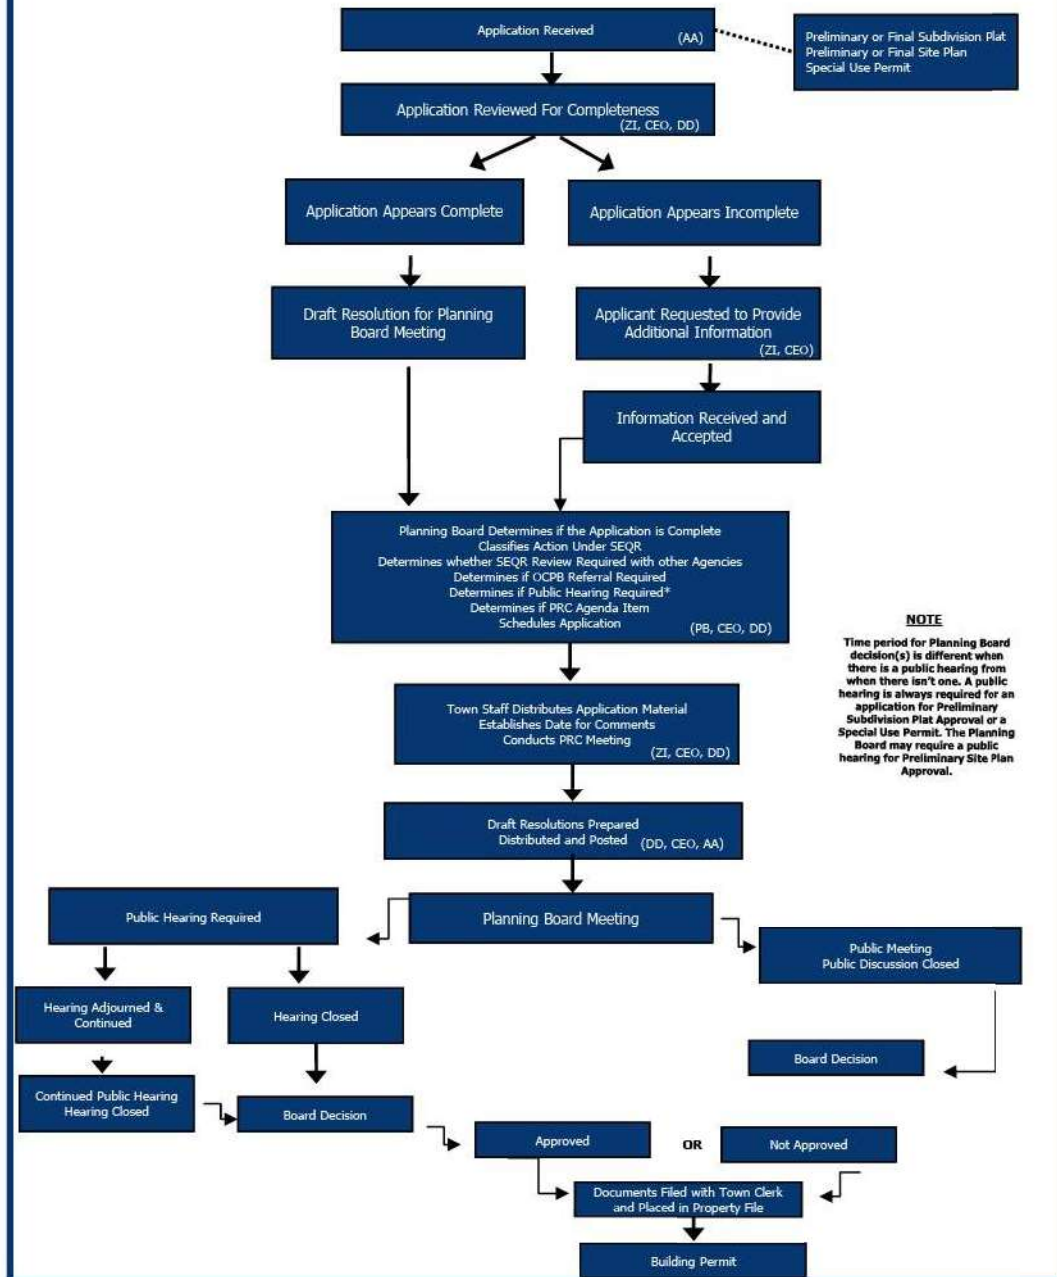 Application Received
(AA)
Preliminary or Final Subdivision Plat
Preliminary or Final Site Plan
Special Use Permit
Application Reviewed For Completeness
(ZI, CEO, DD)
Application Appears Complete
Application Appears Incomplete
Draft Resolution for Planning
Board Meeting
Applicant Requested to Provide
Additional Information
(ZI, CEO)
Information Received and
Accepted
Planning Board Determines if the Application is Complete
Classifies Action Under SEQR
Determines whether SEQR Review Required with other Agencies
Determines if OCPB Referral Required
Determines if Public Hearing Required*
Determines if PRC Agenda Item
Schedules Application
(PB, CEO, DD)
NOTE
Time period for Planning Board
decision(s) is different when
there is a public hearing from
when there isn't one. A public
hearing is always required for an
application for Preliminary
Subdivision Plat Approval or a
Special Use Permit. The Planning
Board may require a public
hearing for Preliminary Site Plan
Approval.
Town Staff Distributes Application Material
Establishes Date for Comments
Conducts PRC Meeting
(ZI, CEO, DD)
Draft Resolutions Prepared
Distributed and Posted (DD, CEO, AA)
Planning Board Meeting
Public Hearing Required
Public Meeting
Public Discussion Closed
Hearing Adjourned &
Continued
Hearing Closed
Board Decision
Continued Public Hearing
Hearing Closed
Board Decision
Approved
OR
Not Approved
Documents Filed with Town Clerk
and Placed in Property File
Building Permit